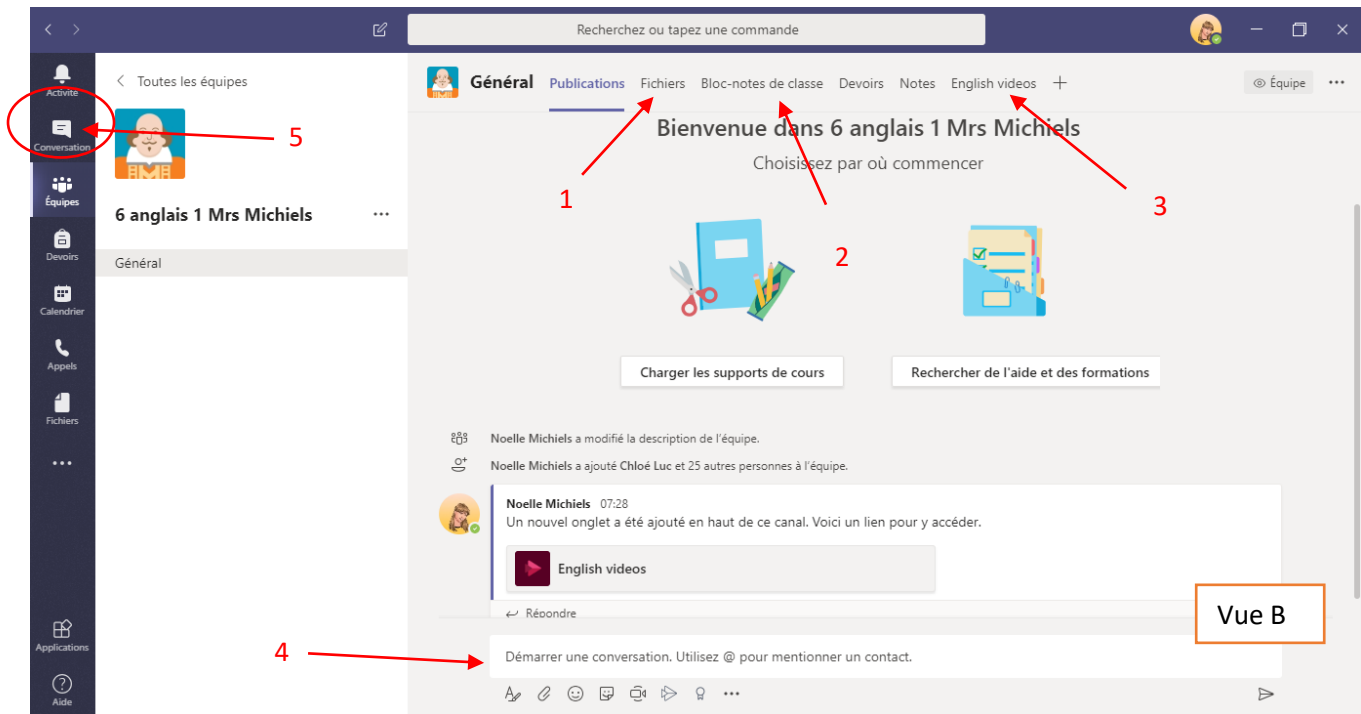 Recherchez ou tapez une commande
Activité
Conversation
Équipes
Devoirs
Calendrier
Appels
Fichiers
Applications
Aide
Toutes les équipes
5
6 anglais 1 Mrs Michiels
Général
Général Publications Fichiers Bloc-notes de classe Devoirs Notes English videos
Équipe
Bienvenue dans 6 anglais 1 Mrs Michiels
Choisissez par où commencer
1
2
3
Charger les supports de cours
Rechercher de l'aide et des formations
Noelle Michiels a modifié la description de l'équipe.
Noelle Michiels a ajouté Chloé Luc et 25 autres personnes à l'équipe.
Noelle Michiels 07:28
Un nouvel onglet a été ajouté en haut de ce canal. Voici un lien pour y accéder.
English videos
Répondre
Vue B
4
Démarrer une conversation. Utilisez @ pour mentionner un contact.